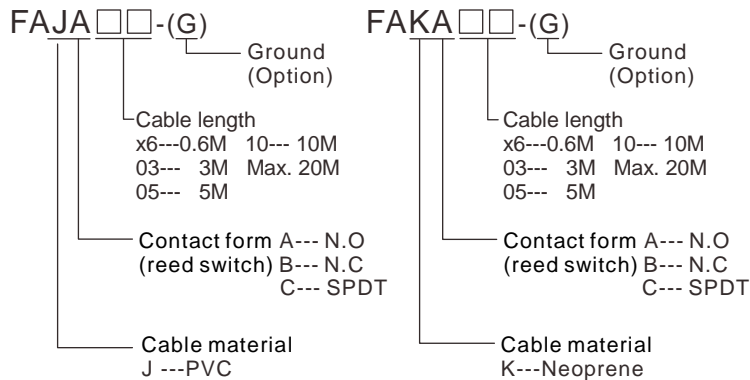 FAJA□□-(G)
Ground
(Option)
Cable length
x6---0.6M 10--- 10M
03--- 3M Max. 20M
05--- 5M
Contact form A--- N.O
(reed switch) B--- N.C
C--- SPDT
Cable material
J ---PVC
FAKA□□-(G)
Ground
(Option)
Cable length
x6---0.6M 10--- 10M
03--- 3M Max. 20M
05--- 5M
Contact form A--- N.O
(reed switch) B--- N.C
C--- SPDT
Cable material
K---Neoprene